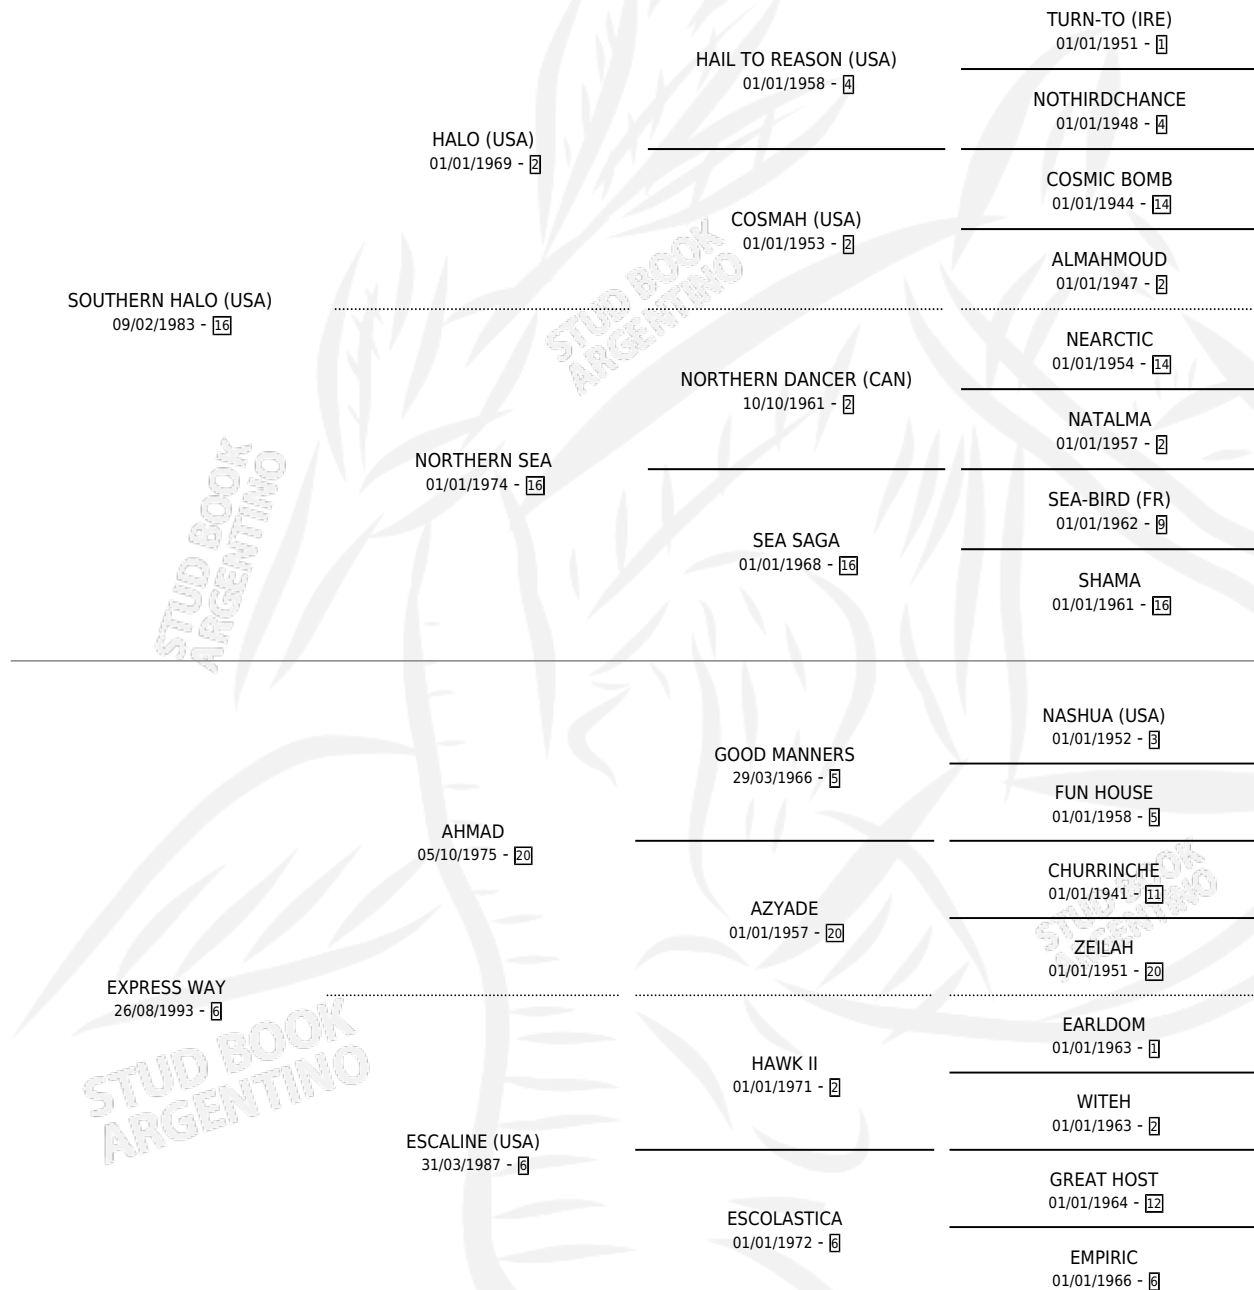 TURN-TO (IRE)
01/01/1951 - 1
HAIL TO REASON (USA)
01/01/1958 - 4
NOTHIRDCHANCE
01/01/1948 - 4
HALO (USA)
01/01/1969 - 2
COSMIC BOMB
01/01/1944 - 14
COSMAH (USA)
01/01/1953 - 2
ALMAHMOUD
01/01/1947 - 2
SOUTHERN HALO (USA)
09/02/1983 - 16
STUD BOOK
ARGENTINO
NEARCTIC
01/01/1954 - 14
NORTHERN DANCER (CAN)
10/10/1961 - 2
NATALMA
01/01/1957 - 2
NORTHERN SEA
01/01/1974 - 16
SEA-BIRD (FR)
01/01/1962 - 9
SEA SAGA
01/01/1968 - 16
SHAMA
01/01/1961 - 16
STUD BOOK
ARGENTINO
NASHUA (USA)
01/01/1952 - 3
GOOD MANNERS
29/03/1966 - 5
FUN HOUSE
01/01/1958 - 5
AHMAD
05/10/1975 - 20
CHURRINCHE
01/01/1941 - 11
AZYADE
01/01/1957 - 20
STUD BOOK
ARGENTINO
ZEILAH
01/01/1951 - 20
EXPRESS WAY
26/08/1993 - 6
STUD BOOK
ARGENTINO
EARLDOM
01/01/1963 - 1
HAWK II
01/01/1971 - 2
WITEH
01/01/1963 - 2
ESCALINE (USA)
31/03/1987 - 6
GREAT HOST
01/01/1964 - 12
ESCOLASTICA
01/01/1972 - 6
EMPIRIC
01/01/1966 - 6